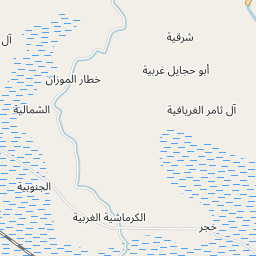 شرقية
آل
أبو حجايل غربية
خطار الموزان
الشمالية
آل ثامر الغريافية
الجنوبية
الكرماشية الغربية
حجر